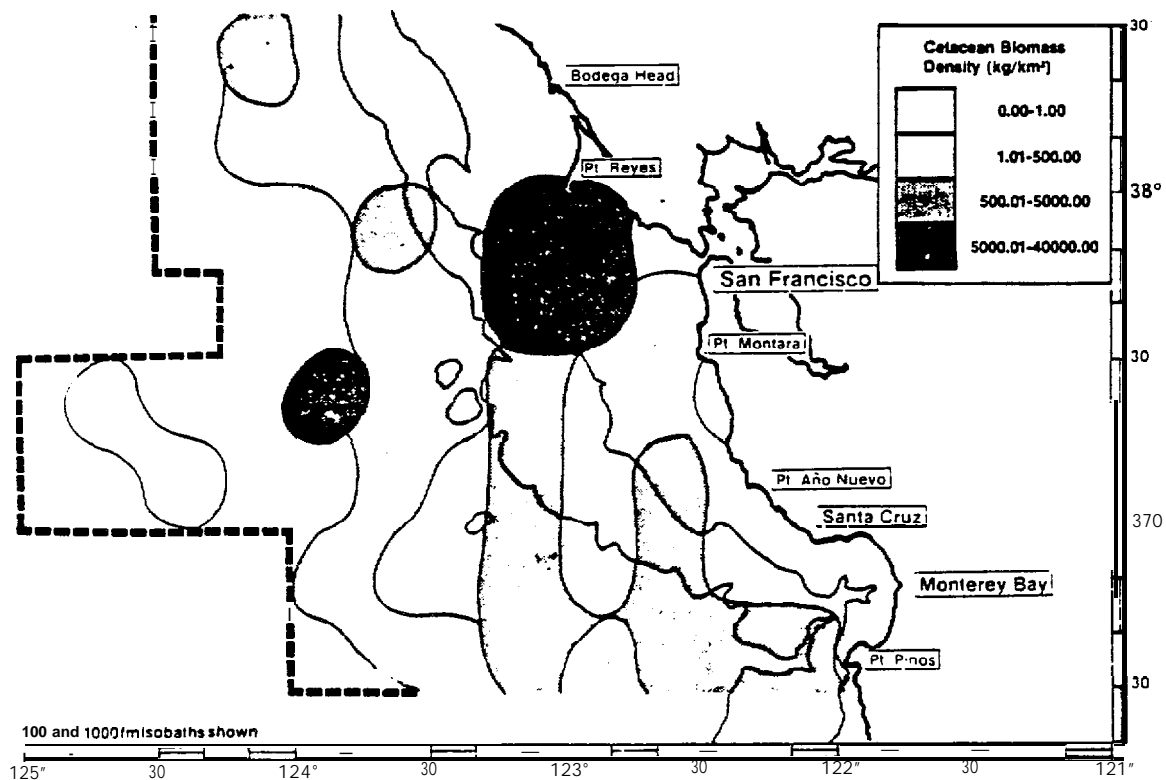 Cetacean Biomass
Density (kg/km²)
0.00-1.00
1.01-500.00
500.01-5000.00
5000.01-40000.00
30'
Bodega Head
Pt Reyes
38°
San Francisco
Pt Montara
30
Pt Año Nuevo
Santa Cruz
370
Monterey Bay
Pt Pinos
30
100 and 1000fmIsobaths shown
125″ 30 124° 30 123° 30 122″ 30 121″